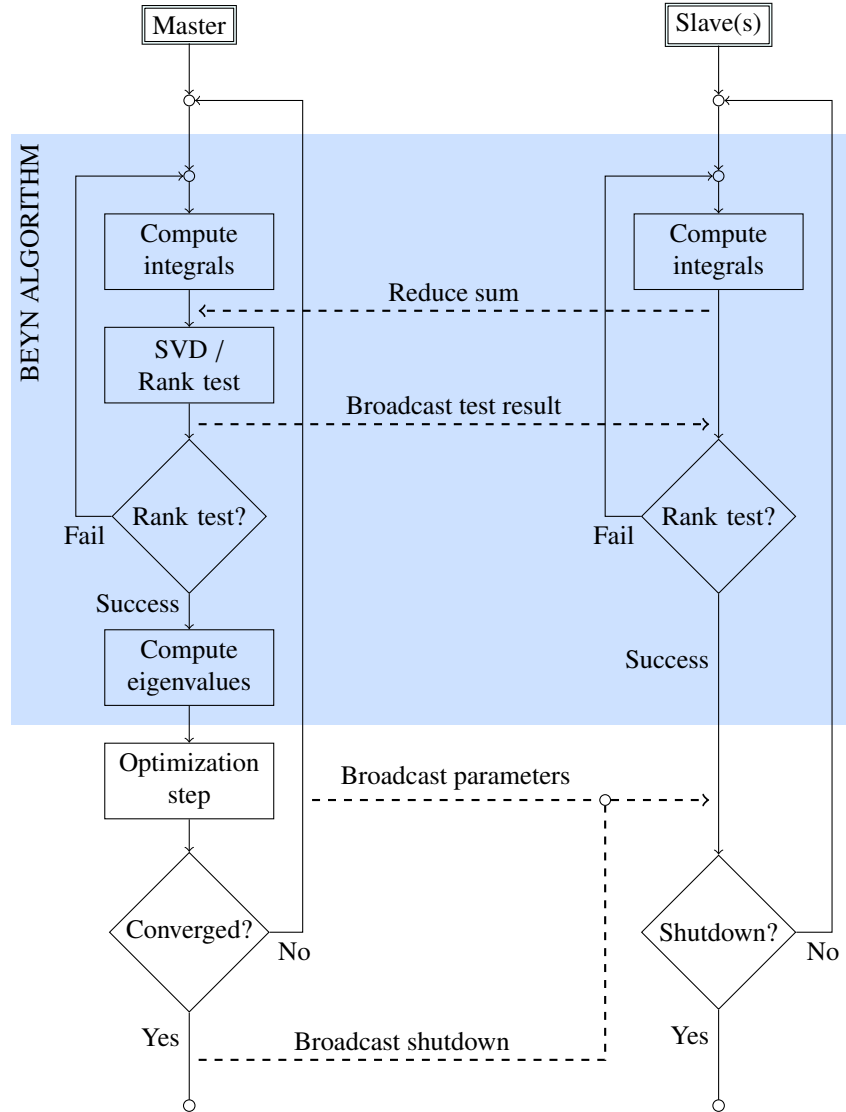 Master
Slave(s)
BEYN ALGORITHM
Compute
integrals
Compute
integrals
Reduce sum
SVD /
Rank test
Broadcast test result
Rank test?
Rank test?
Fail
Fail
Success
Compute
eigenvalues
Success
Optimization
step
Broadcast parameters
Converged?
Shutdown?
No
No
Yes
Broadcast shutdown
Yes